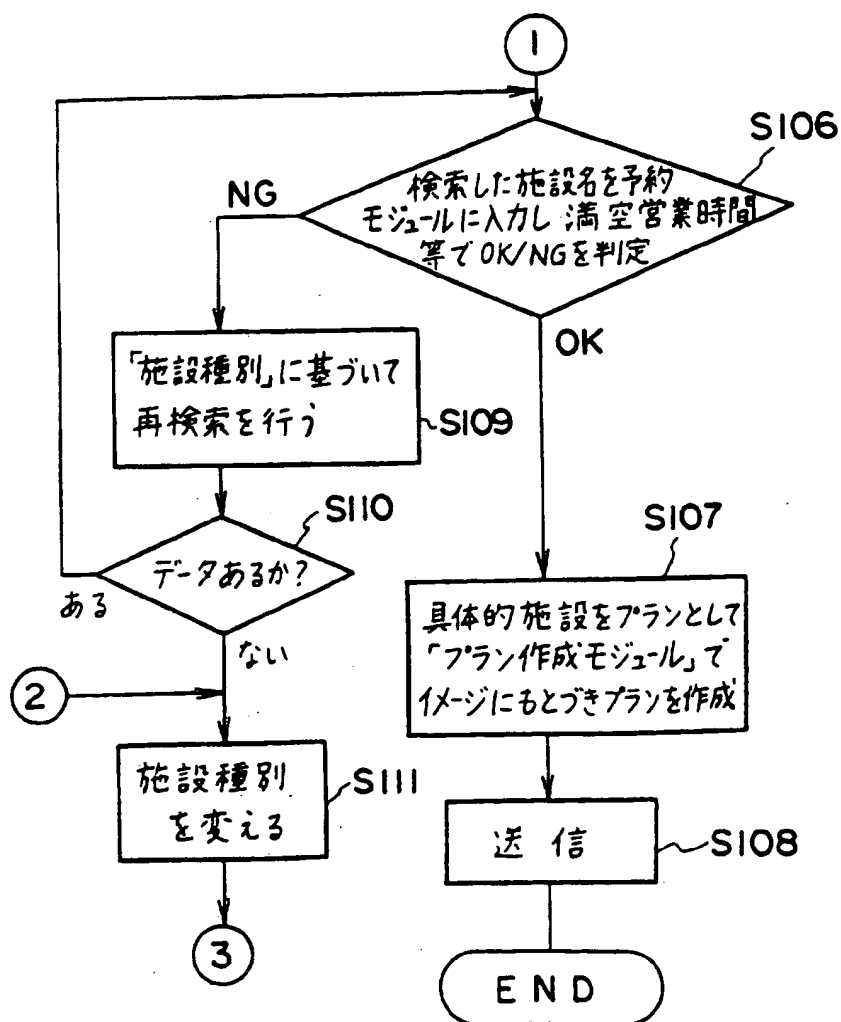 1
S106
検索した施設名を予約
モジュールに入力し 満空営業時間
等でOK/NGを判定
NG
OK
「施設種別」に基づいて
再検索を行う
S109
S110
データあるか?
ある
ない
2
S107
具体的施設をプランとして
「プラン作成モジュール」で
イメージにもとづきプランを作成
施設種別
を変える
S111
送信
S108
3
END